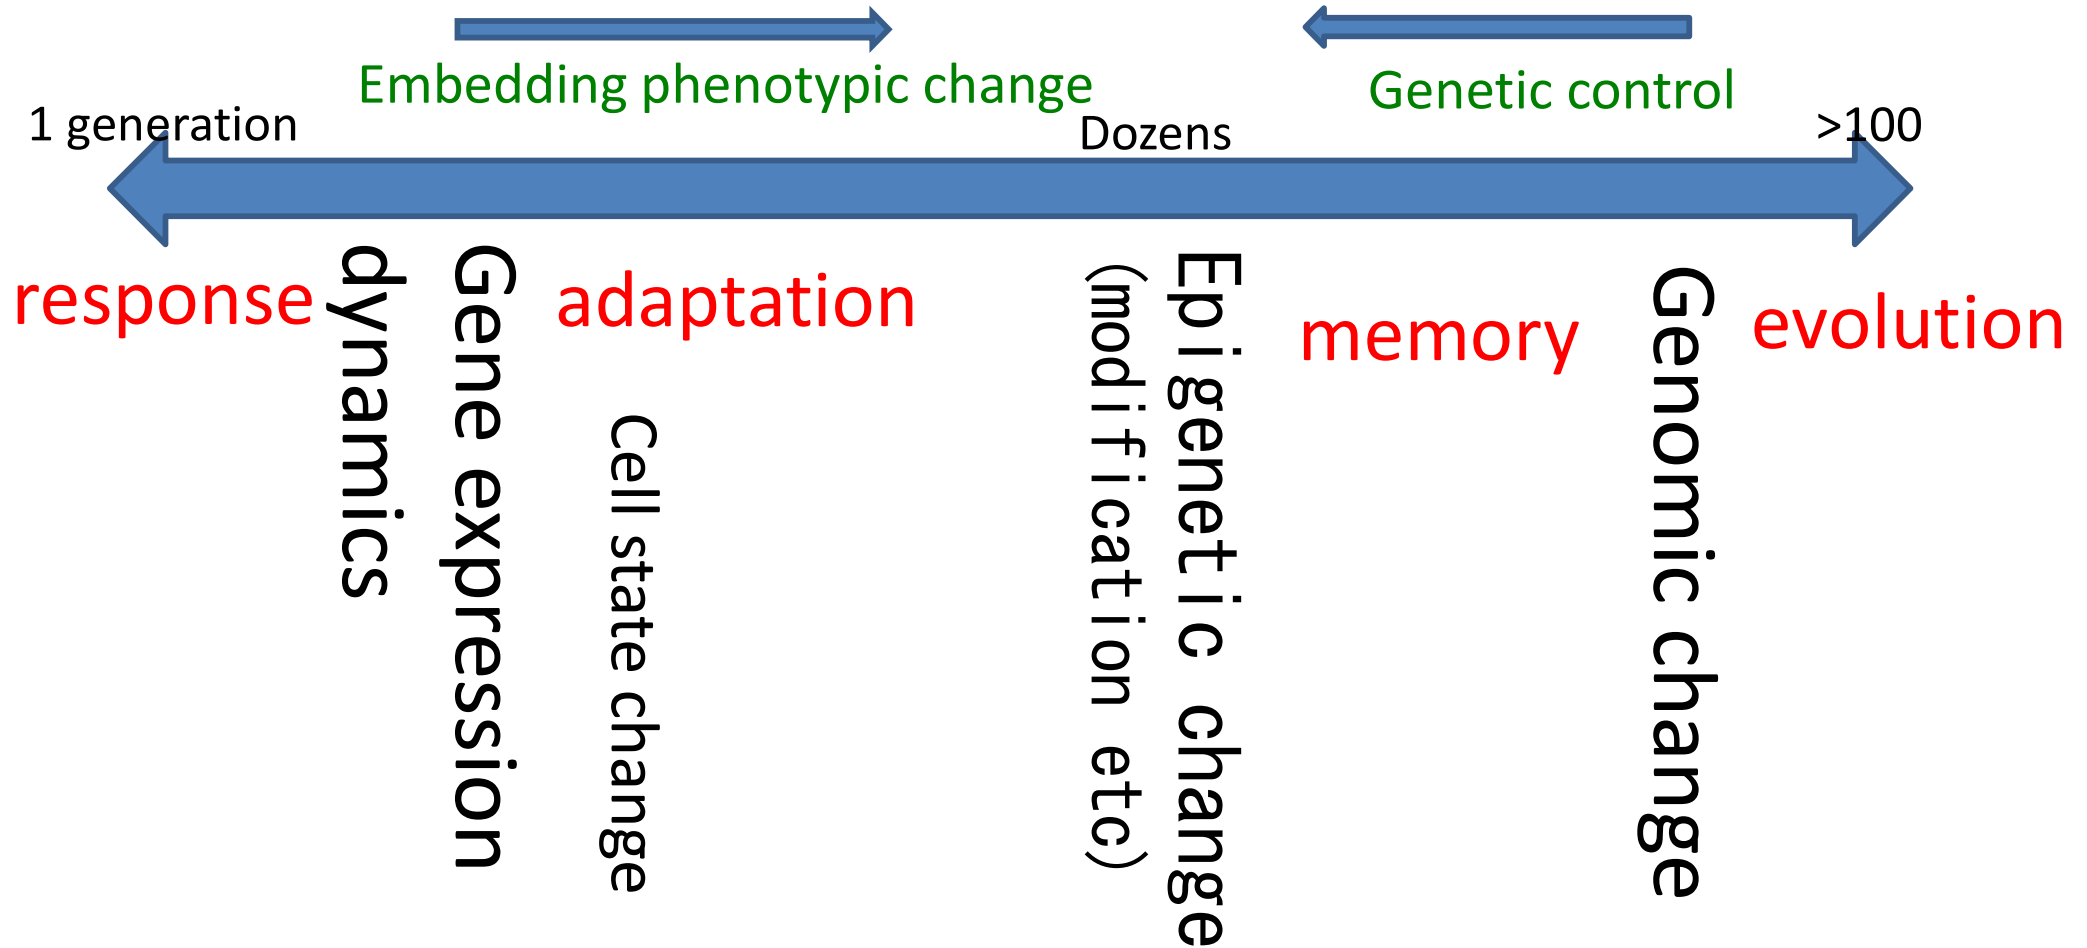 Embedding phenotypic change
Genetic control
1 generation
Dozens
>100
response
Gene expression
dynamics
adaptation
Cell state change
Epigenetic change
(modification etc)
memory
Genomic change
evolution